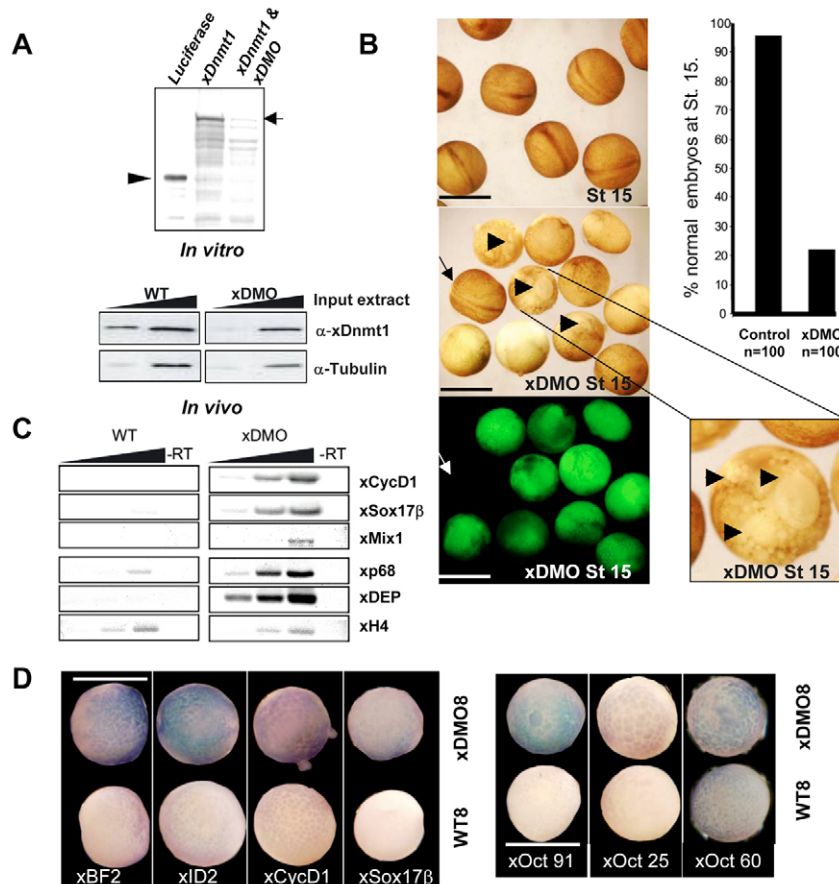 A
Luciferase
xDnmt1
xDnmt1 &
xDMO
In vitro
WT
xDMO
Input extract
α-xDnmt1
α-Tubulin
In vivo
B
St 15
xDMO St 15
xDMO St 15
xDMO St 15
% normal embryos at St. 15.
100
90
80
70
60
50
40
30
20
10
0
Control
n=100
xDMO
n=100
C
WT
-RT
xDMO
-RT
xCycD1
xSox17β
xMix1
xp68
xDEP
xH4
D
xDMO8
WT8
xBF2
xID2
xCycD1
xSox17β
xDMO8
WT8
xOct 91
xOct 25
xOct 60